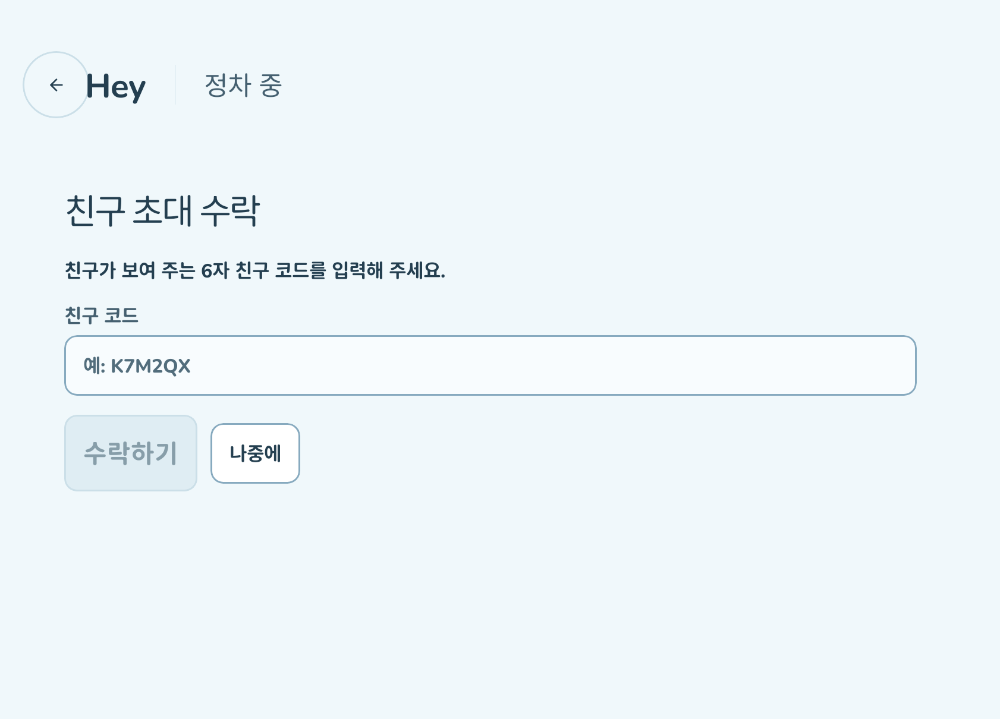 Hey
정차 중
친구 초대 수락
친구가 보여 주는 6자 친구 코드를 입력해 주세요.
친구 코드
예: K7M2QX
수락하기
나중에